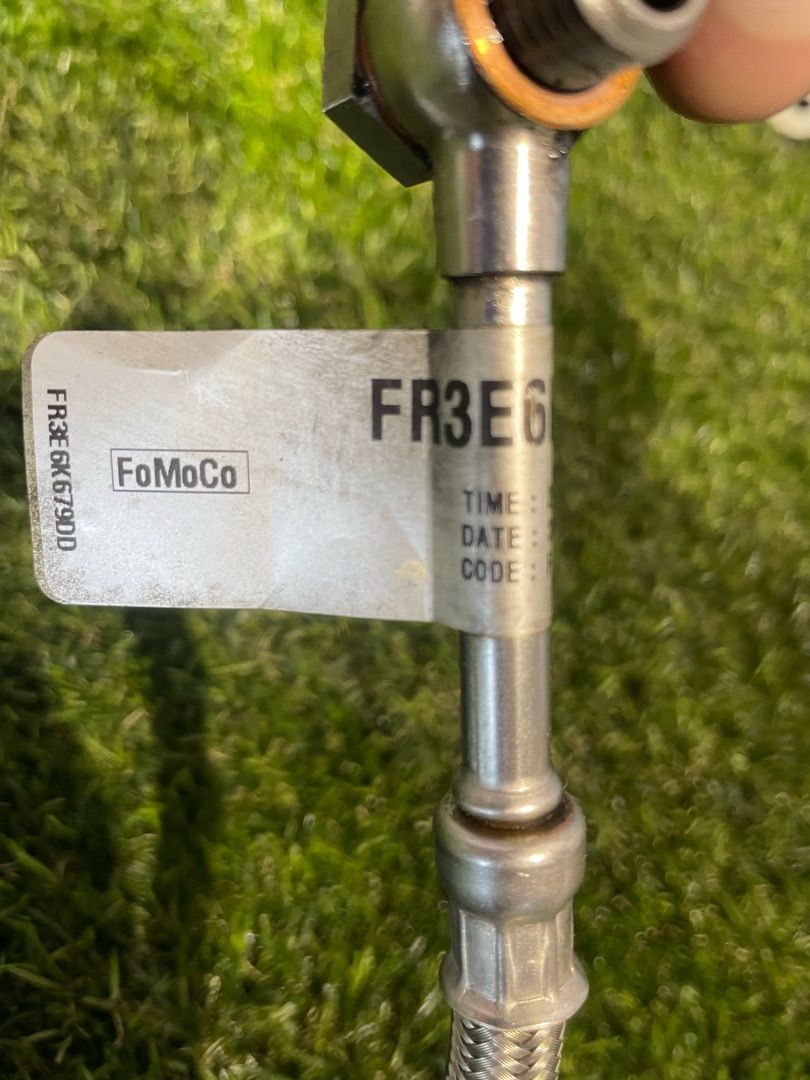 FR3E6K679DD
FoMoCo
FR3E6
TIME :
DATE :
CODE :